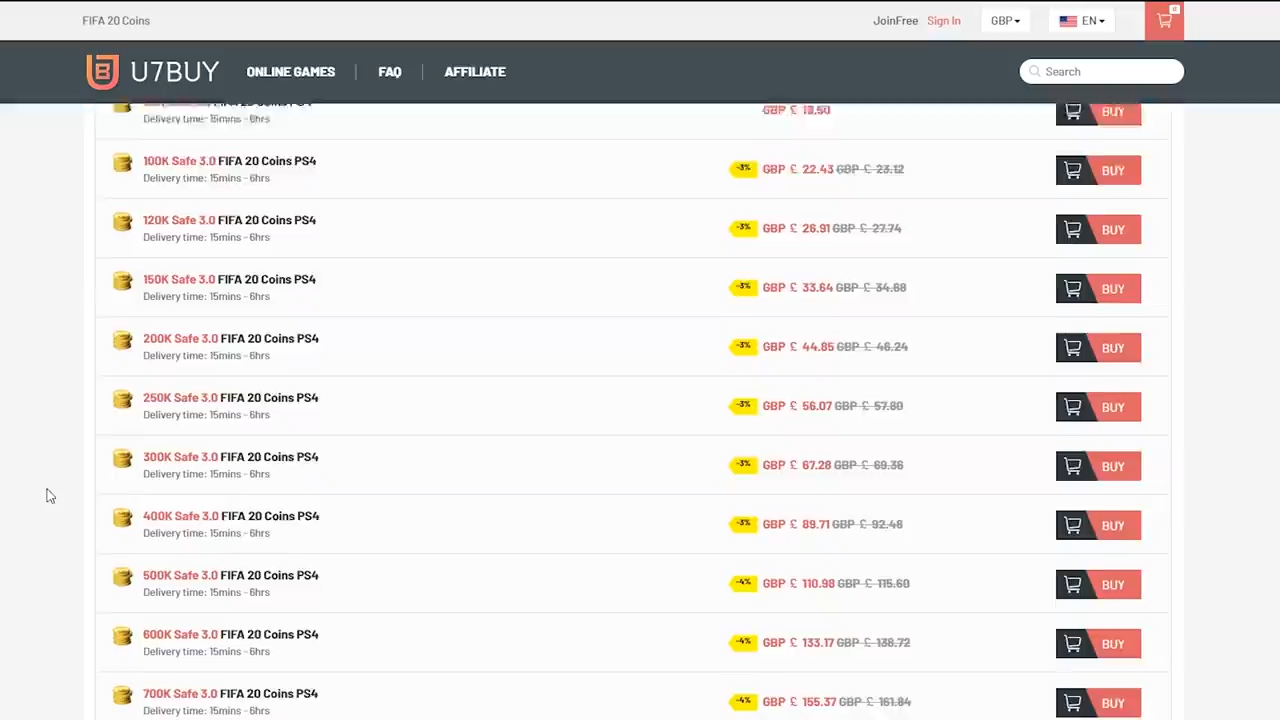 FIFA 20 Coins
JoinFree Sign In GBP EN 0
U7BUY ONLINE GAMES | FAQ | AFFILIATE Search
Delivery time: 15mins - 6hrs GBP £ BUY
100K Safe 3.0 FIFA 20 Coins PS4
Delivery time: 15mins - 6hrs
-3% GBP £ 22.43 GBP £ 23.12 BUY
120K Safe 3.0 FIFA 20 Coins PS4
Delivery time: 15mins - 6hrs
-3% GBP £ 26.91 GBP £ 27.74 BUY
150K Safe 3.0 FIFA 20 Coins PS4
Delivery time: 15mins - 6hrs
-3% GBP £ 33.64 GBP £ 34.68 BUY
200K Safe 3.0 FIFA 20 Coins PS4
Delivery time: 15mins - 6hrs
-3% GBP £ 44.85 GBP £ 46.24 BUY
250K Safe 3.0 FIFA 20 Coins PS4
Delivery time: 15mins - 6hrs
-3% GBP £ 56.07 GBP £ 57.80 BUY
300K Safe 3.0 FIFA 20 Coins PS4
Delivery time: 15mins - 6hrs
-3% GBP £ 67.28 GBP £ 69.36 BUY
400K Safe 3.0 FIFA 20 Coins PS4
Delivery time: 15mins - 6hrs
-3% GBP £ 89.71 GBP £ 92.48 BUY
500K Safe 3.0 FIFA 20 Coins PS4
Delivery time: 15mins - 6hrs
-4% GBP £ 110.98 GBP £ 115.60 BUY
600K Safe 3.0 FIFA 20 Coins PS4
Delivery time: 15mins - 6hrs
-4% GBP £ 133.17 GBP £ 138.72 BUY
700K Safe 3.0 FIFA 20 Coins PS4
Delivery time: 15mins - 6hrs
-4% GBP £ 155.37 GBP £ 161.84 BUY